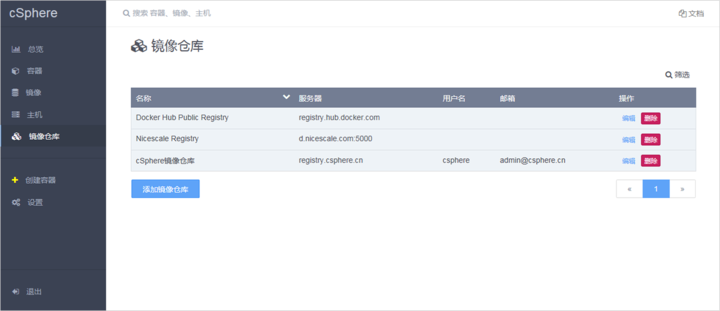 cSphere
搜索 容器、镜像、主机
文档
总览
容器
镜像
主机
镜像仓库
创建容器
设置
退出
镜像仓库
筛选
名称 服务器 用户名 邮箱 操作
Docker Hub Public Registry registry.hub.docker.com 编辑 删除
Nicescale Registry d.nicescale.com:5000 编辑 删除
cSphere镜像仓库 registry.csphere.cn csphere admin@csphere.cn 编辑 删除
添加镜像仓库
« 1 »